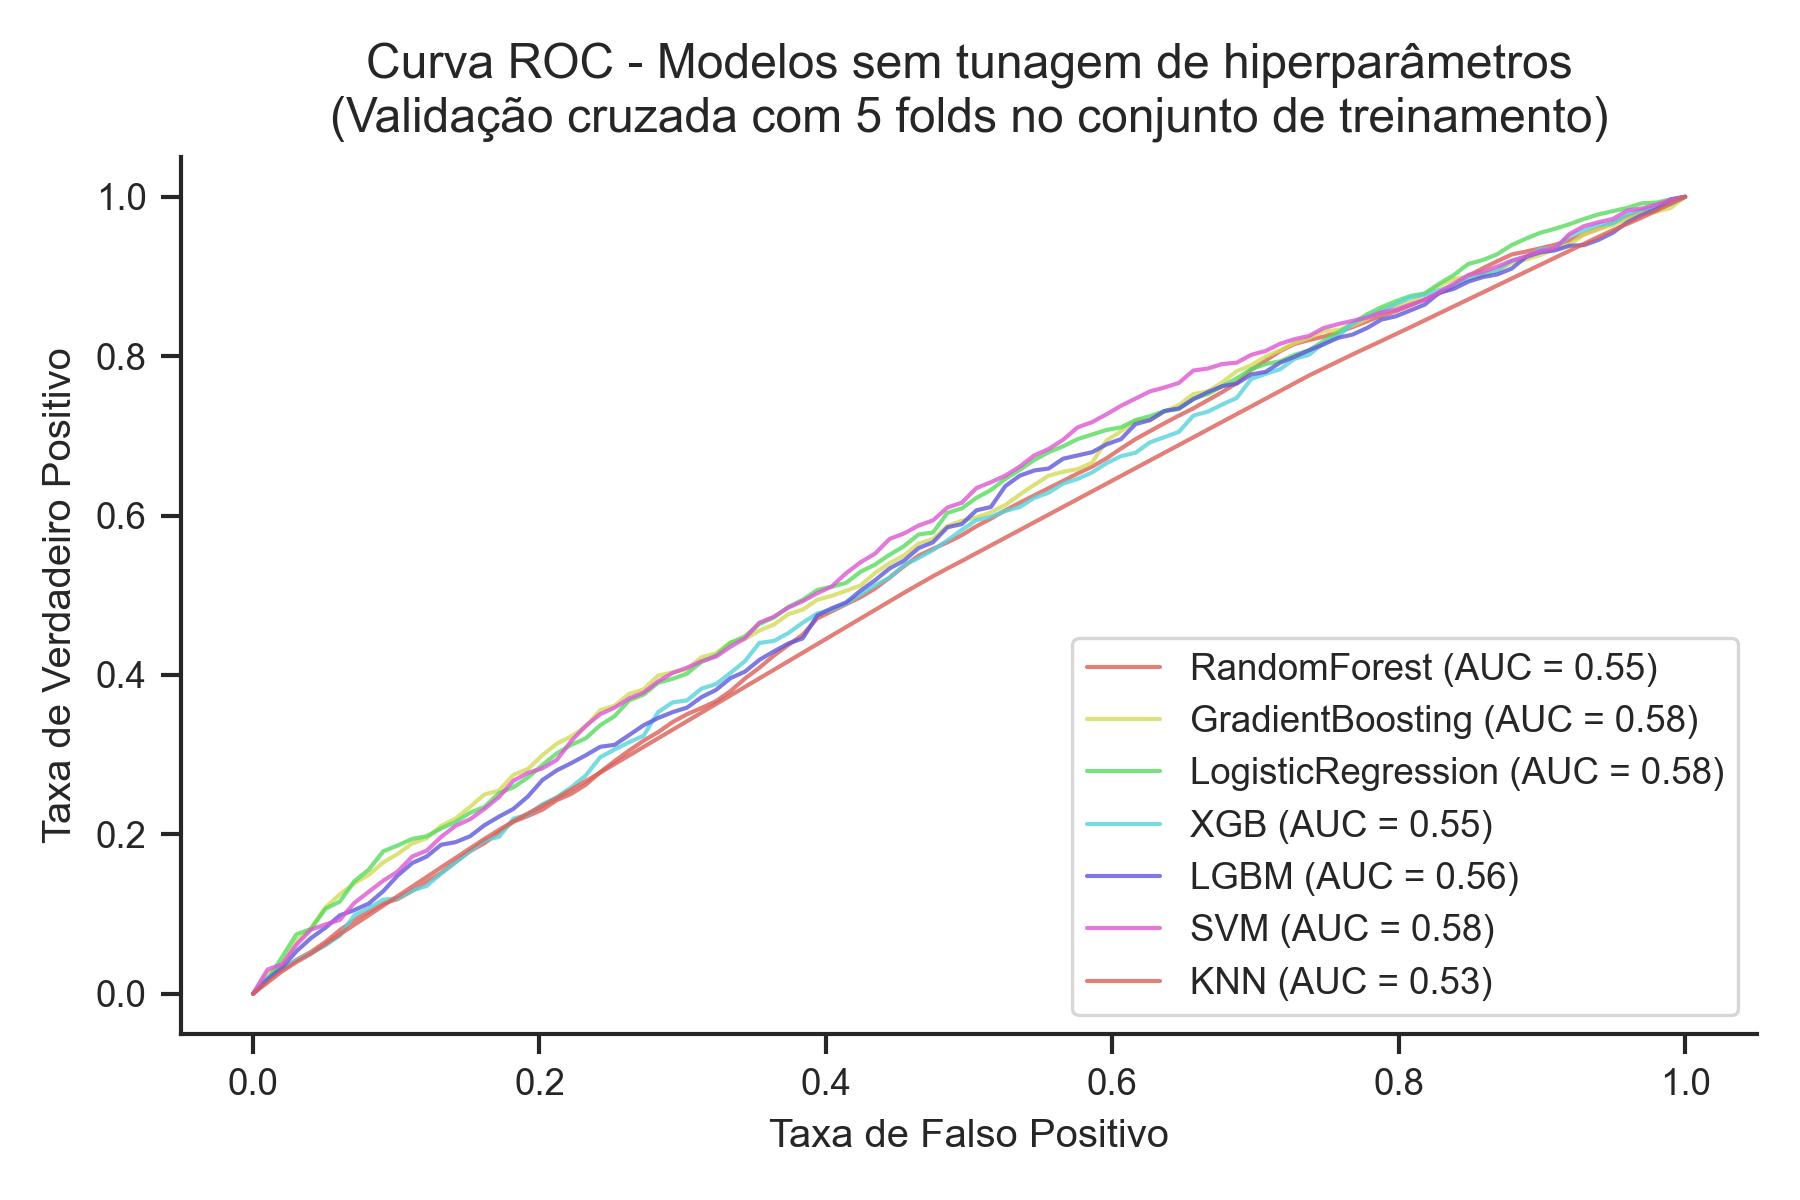 Curva ROC - Modelos sem tunagem de hiperparâmetros
(Validação cruzada com 5 folds no conjunto de treinamento)
Taxa de Verdadeiro Positivo
1.0
0.8
0.6
0.4
0.2
0.0
RandomForest (AUC = 0.55)
GradientBoosting (AUC = 0.58)
LogisticRegression (AUC = 0.58)
XGB (AUC = 0.55)
LGBM (AUC = 0.56)
SVM (AUC = 0.58)
KNN (AUC = 0.53)
0.0 0.2 0.4 0.6 0.8 1.0
Taxa de Falso Positivo